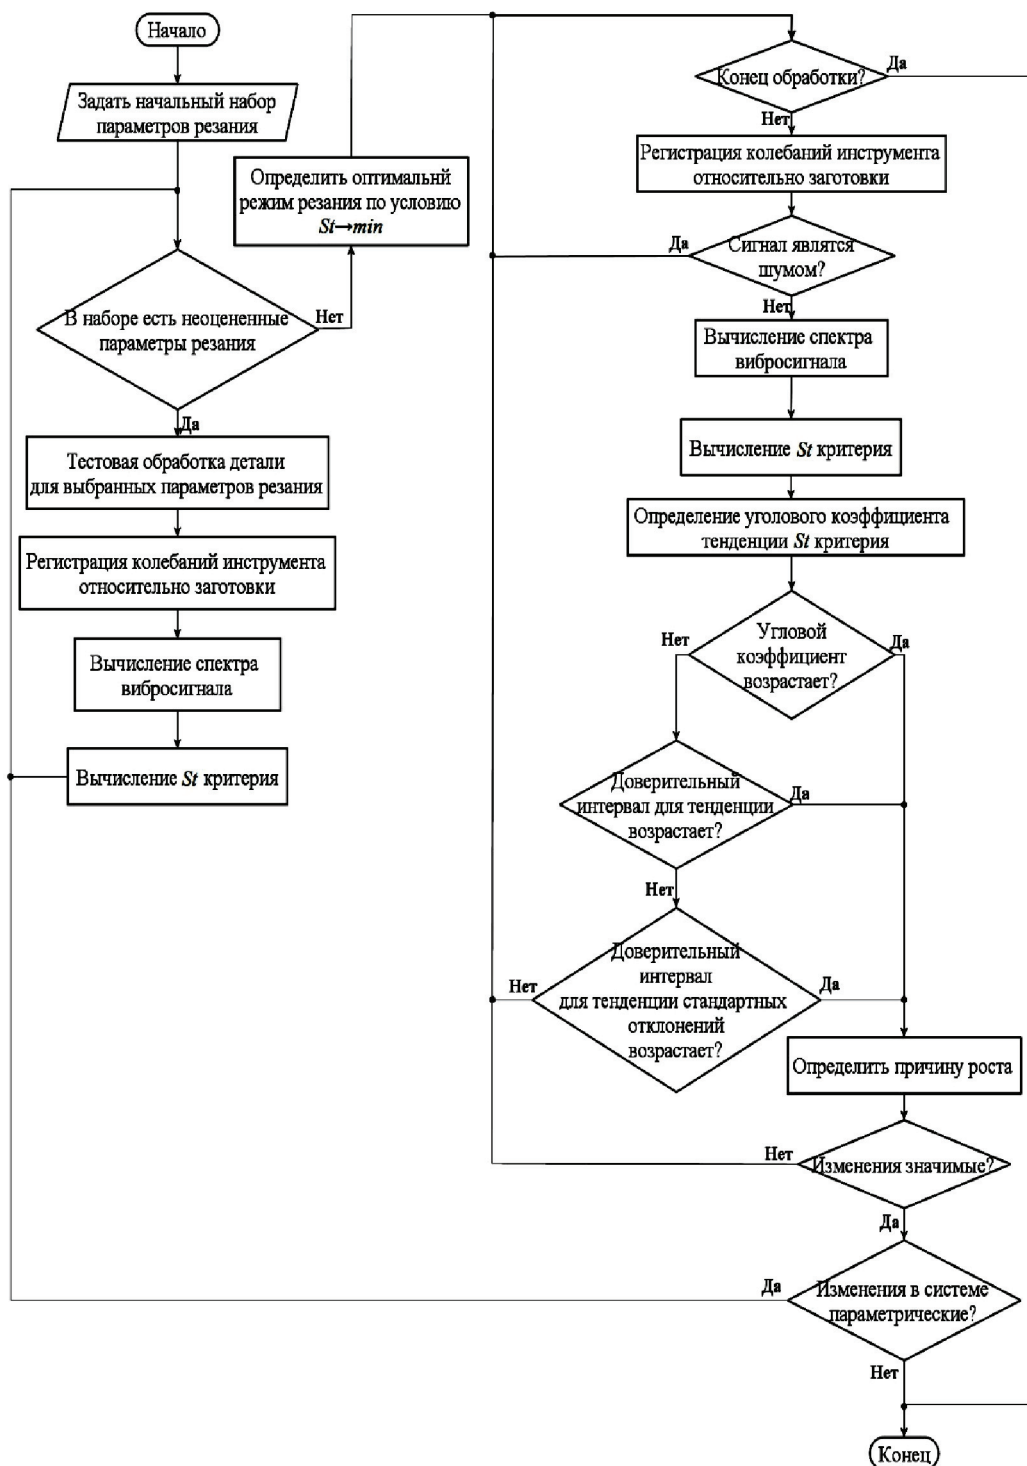 Начало
Задать начальный набор
параметров резания
В наборе есть неоцененные
параметры резания
Нет
Да
Определить оптимальнй
режим резания по условию
St→min
Тестовая обработка детали
для выбранных параметров резания
Регистрация колебаний инструмента
относительно заготовки
Вычисление спектра
вибросигнала
Вычисление St критерия
Конец обработки?
Да
Нет
Регистрация колебаний инструмента
относительно заготовки
Сигнал являтся
шумом?
Да
Нет
Вычисление спектра
вибросигнала
Вычисление St критерия
Определение уголового коэффициента
тенденции St критерия
Угловой
коэффициент
возрастает?
Нет
Да
Доверительный
интервал для тенденции
возрастает?
Да
Нет
Доверительный
интервал
для тенденции стандартных
отклонений
возрастает?
Нет
Да
Определить причину роста
Изменения значимые?
Нет
Да
Изменения в системе
параметрические?
Да
Нет
Конец